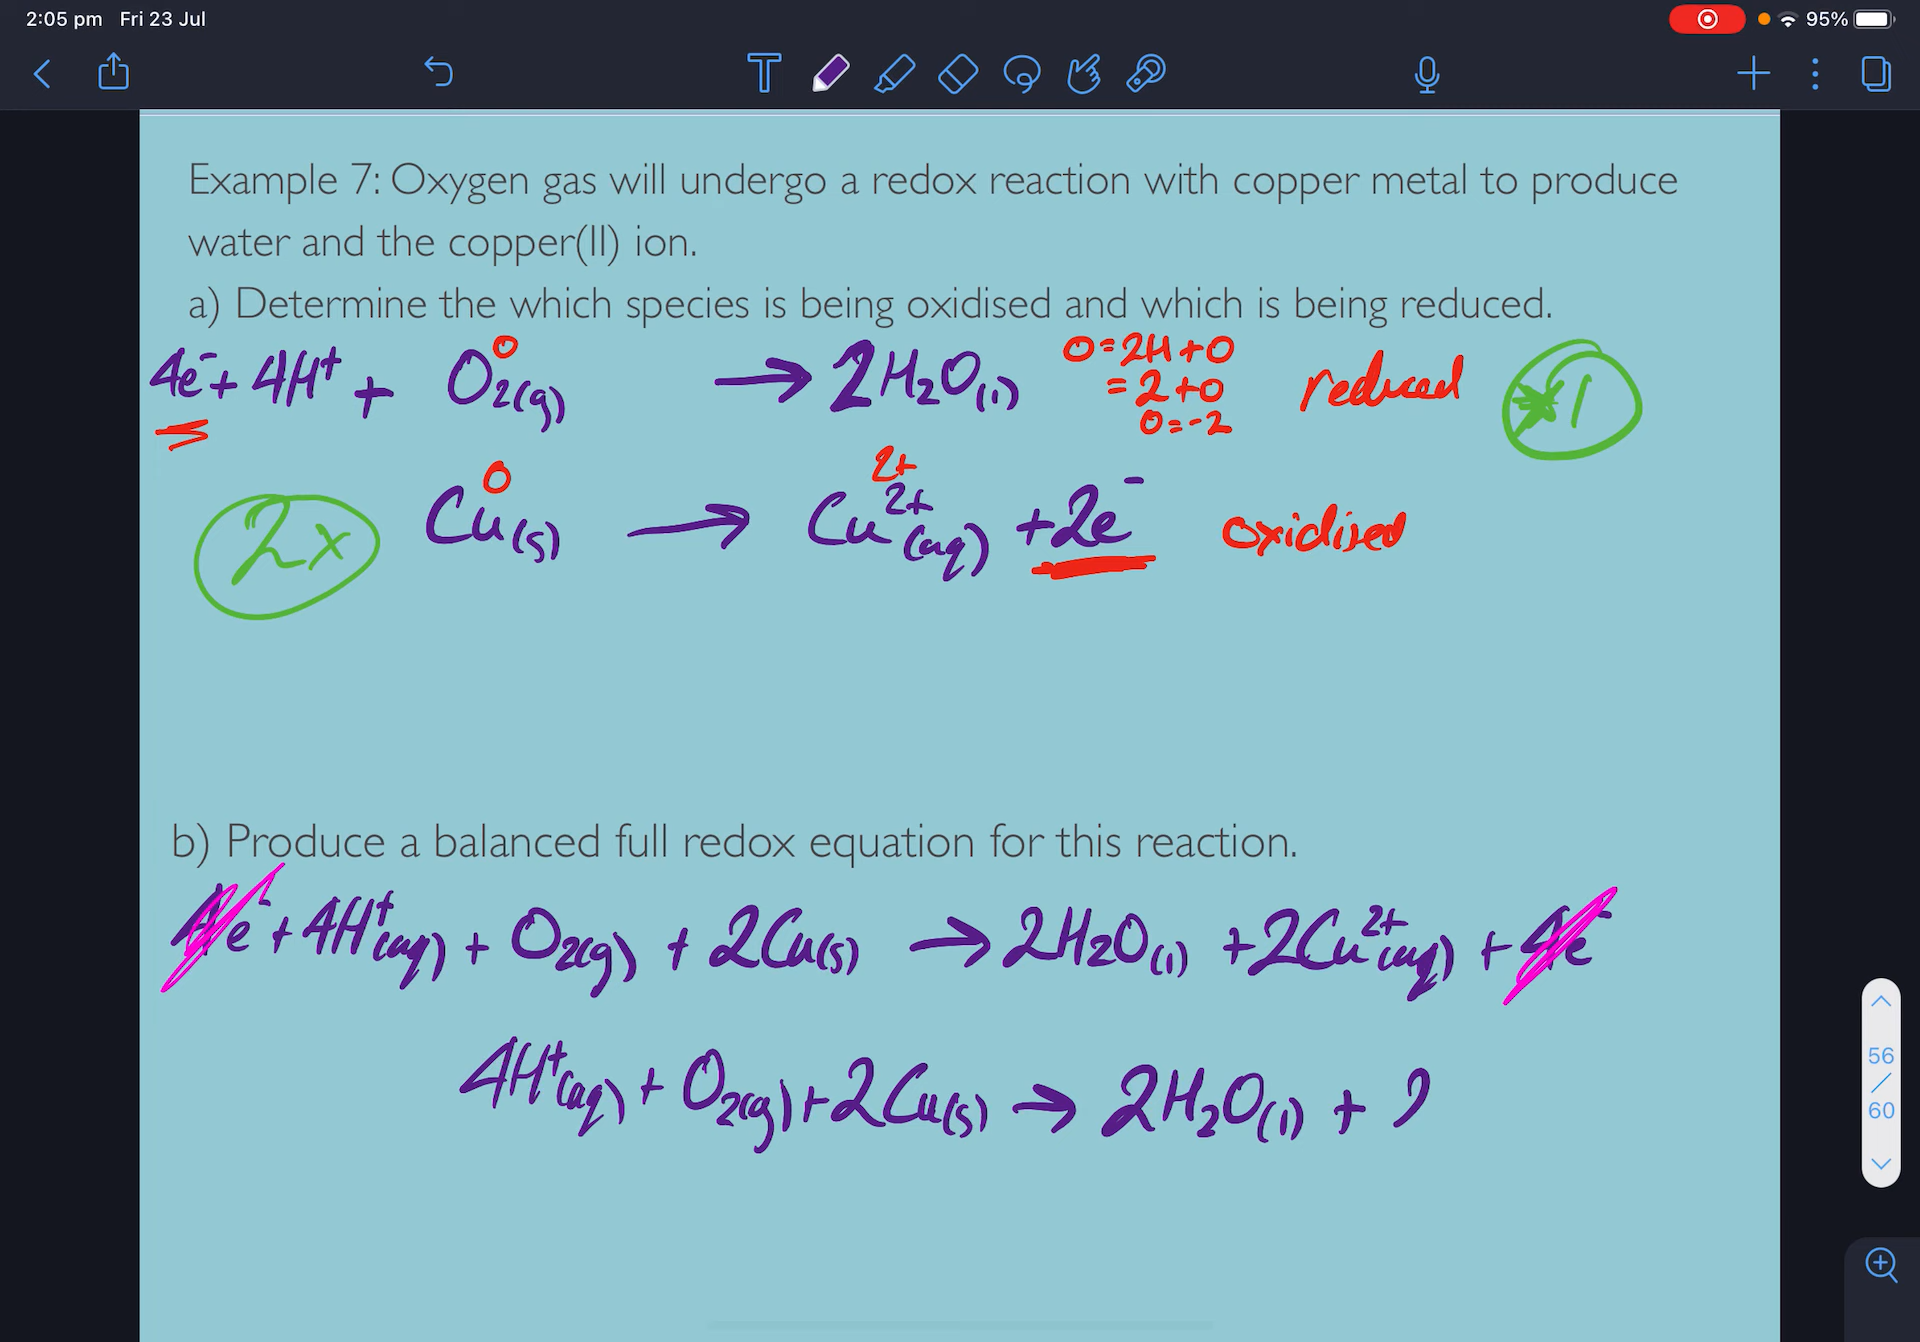 2:05 pm Fri 23 Jul 95%
Example 7: Oxygen gas will undergo a redox reaction with copper metal to produce
water and the copper(II) ion.
a) Determine the which species is being oxidised and which is being reduced.
4e⁻ + 4H⁺ + O₂(g) → 2H₂O(l) reduced ×1
0
0 = 2H + O
= 2 + O
O = -2
2x Cu(s) → Cu²⁺(aq) + 2e⁻ oxidised
0 2+
b) Produce a balanced full redox equation for this reaction.
4e⁻ + 4H⁺(aq) + O₂(g) + 2Cu(s) → 2H₂O(l) + 2Cu²⁺(aq) + 4e⁻
4H⁺(aq) + O₂(g) + 2Cu(s) → 2H₂O(l) +
56
/
60